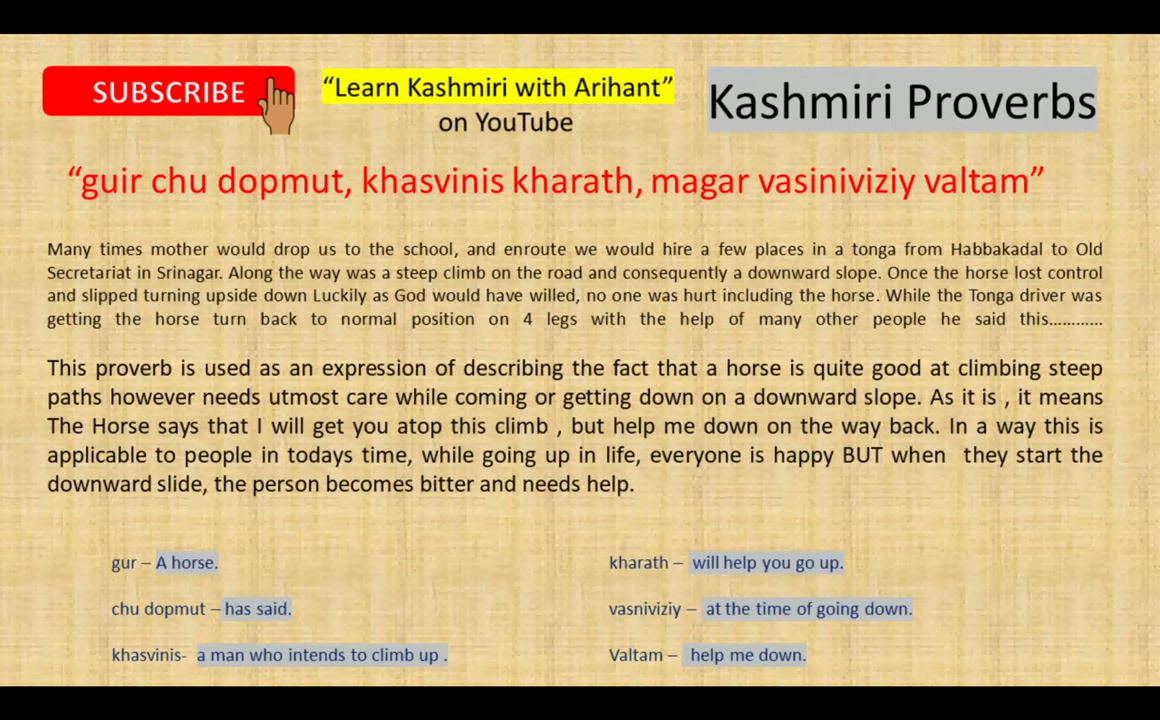 SUBSCRIBE
“Learn Kashmiri with Arihant”
on YouTube
Kashmiri Proverbs
“guir chu dopmut, khasvinis kharath, magar vasiniviziy valtam”
Many times mother would drop us to the school, and enroute we would hire a few places in a tonga from Habbakadal to Old
Secretariat in Srinagar. Along the way was a steep climb on the road and consequently a downward slope. Once the horse lost control
and slipped turning upside down Luckily as God would have willed, no one was hurt including the horse. While the Tonga driver was
getting the horse turn back to normal position on 4 legs with the help of many other people he said this............
This proverb is used as an expression of describing the fact that a horse is quite good at climbing steep
paths however needs utmost care while coming or getting down on a downward slope. As it is , it means
The Horse says that I will get you atop this climb , but help me down on the way back. In a way this is
applicable to people in todays time, while going up in life, everyone is happy BUT when they start the
downward slide, the person becomes bitter and needs help.
gur – A horse.
chu dopmut – has said.
khasvinis- a man who intends to climb up .
kharath – will help you go up.
vasniviziy – at the time of going down.
Valtam – help me down.